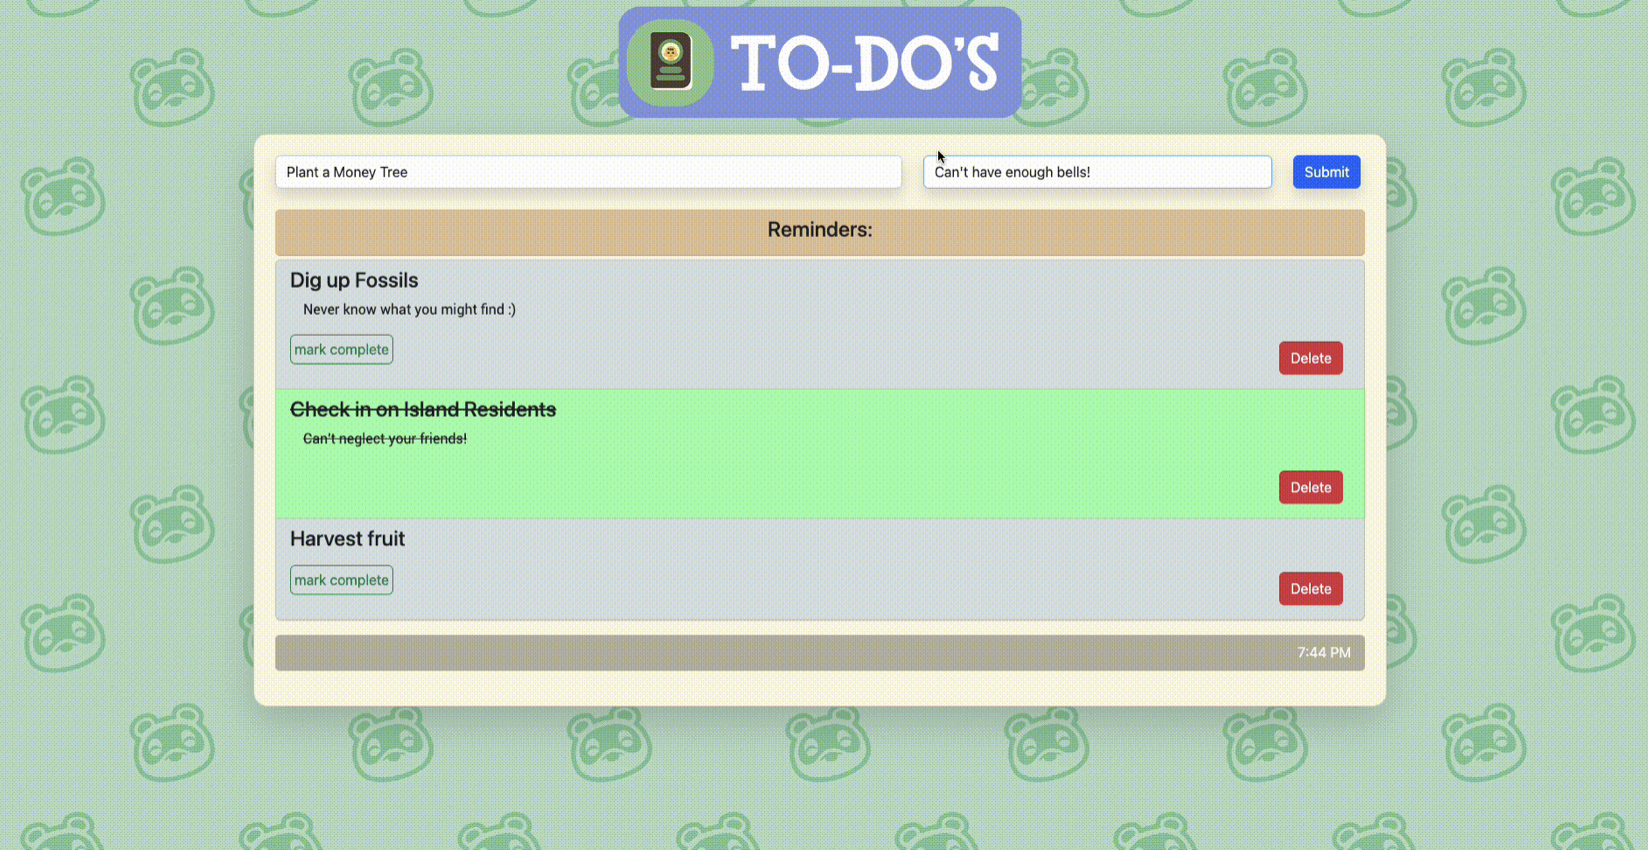 TO-DO'S
Plant a Money Tree
Can't have enough bells!
Submit
Reminders:
Dig up Fossils
Never know what you might find :)
mark complete
Delete
Check in on Island Residents
Can't neglect your friends!
Delete
Harvest fruit
mark complete
Delete
7:44 PM